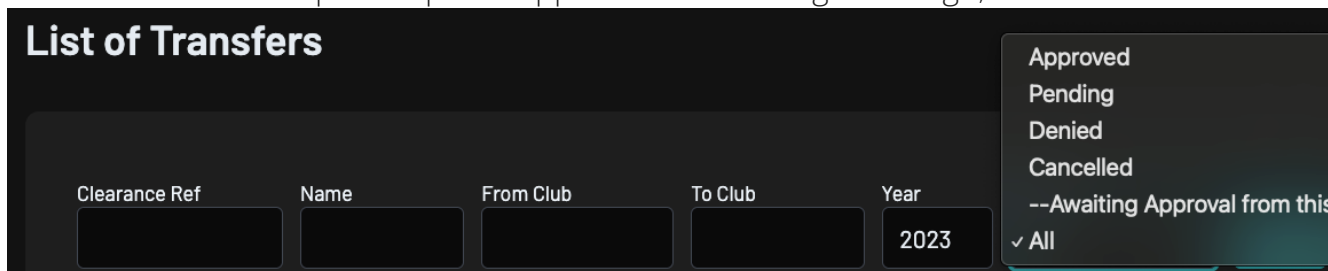 List of Transfers
Approved
Pending
Denied
Cancelled
--Awaiting Approval from this
✓ All
Clearance Ref
Name
From Club
To Club
Year
2023